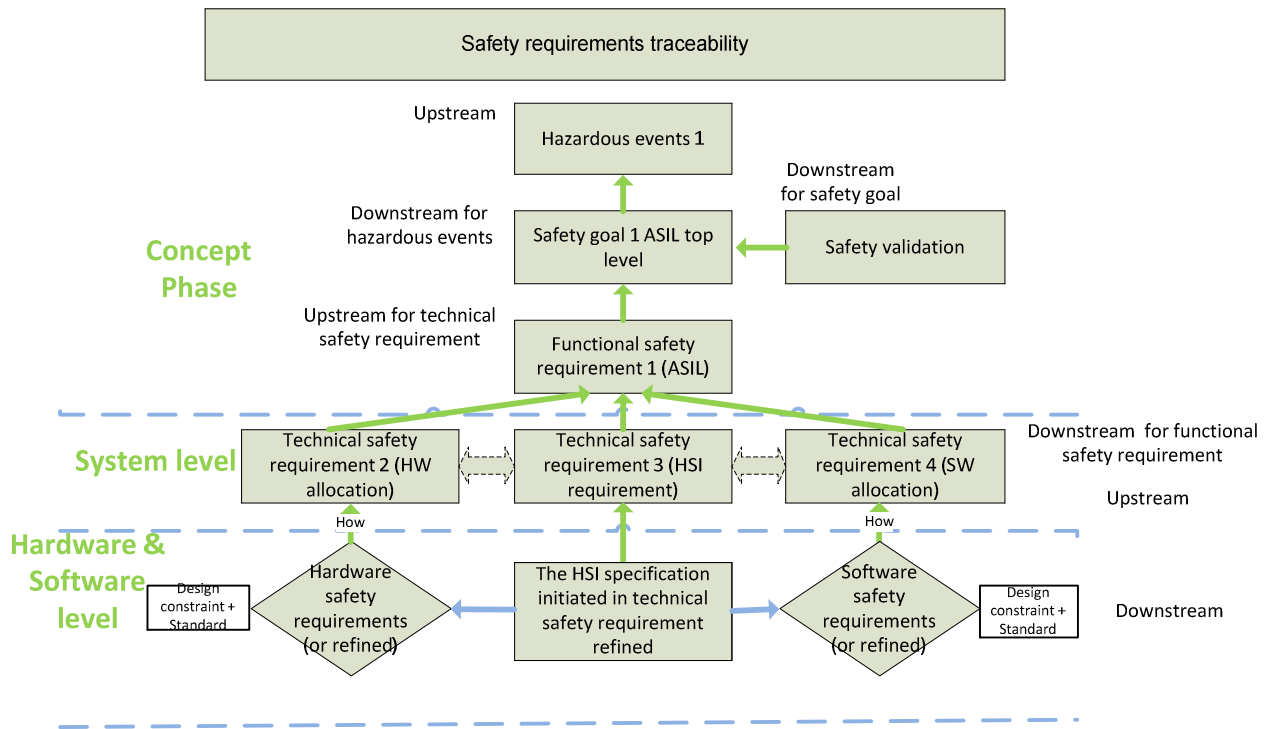 Safety requirements traceability
Upstream
Hazardous events 1
Downstream
for safety goal
Downstream for
hazardous events
Safety goal 1 ASIL top
level
Safety validation
Concept
Phase
Upstream for technical
safety requirement
Functional safety
requirement 1 (ASIL)
System level
Technical safety
requirement 2 (HW
allocation)
Technical safety
requirement 3 (HSI
requirement)
Technical safety
requirement 4 (SW
allocation)
Downstream for functional
safety requirement
Upstream
How
How
Hardware &
Software
level
Design
constraint +
Standard
Hardware
safety
requirements
(or refined)
The HSI specification
initiated in technical
safety requirement
refined
Software
safety
requirements
(or refined)
Design
constraint +
Standard
Downstream